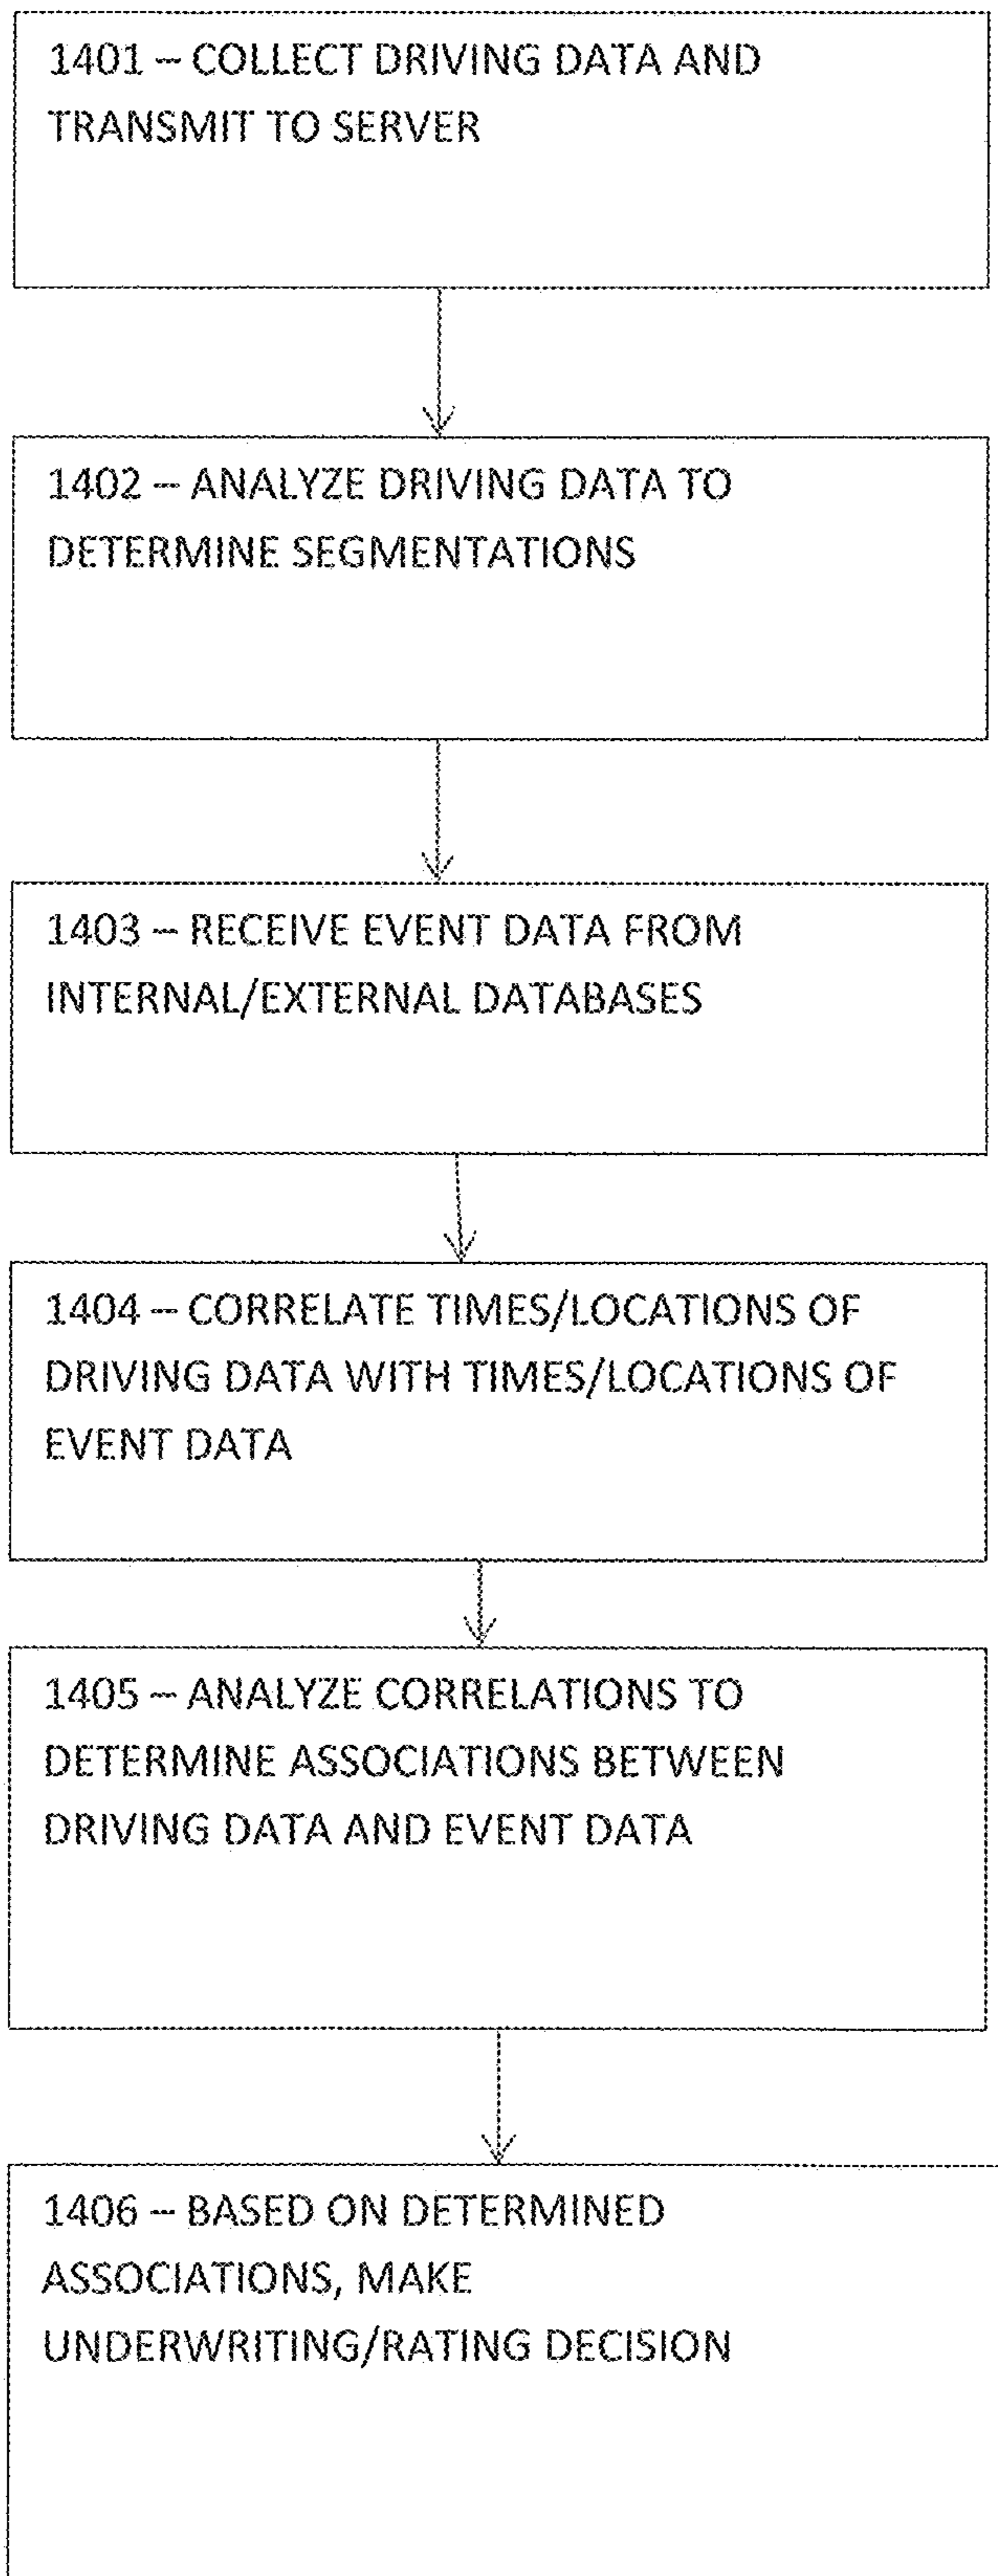 1401 – COLLECT DRIVING DATA AND
TRANSMIT TO SERVER
1402 – ANALYZE DRIVING DATA TO
DETERMINE SEGMENTATIONS
1403 – RECEIVE EVENT DATA FROM
INTERNAL/EXTERNAL DATABASES
1404 – CORRELATE TIMES/LOCATIONS OF
DRIVING DATA WITH TIMES/LOCATIONS OF
EVENT DATA
1405 – ANALYZE CORRELATIONS TO
DETERMINE ASSOCIATIONS BETWEEN
DRIVING DATA AND EVENT DATA
1406 – BASED ON DETERMINED
ASSOCIATIONS, MAKE
UNDERWRITING/RATING DECISION